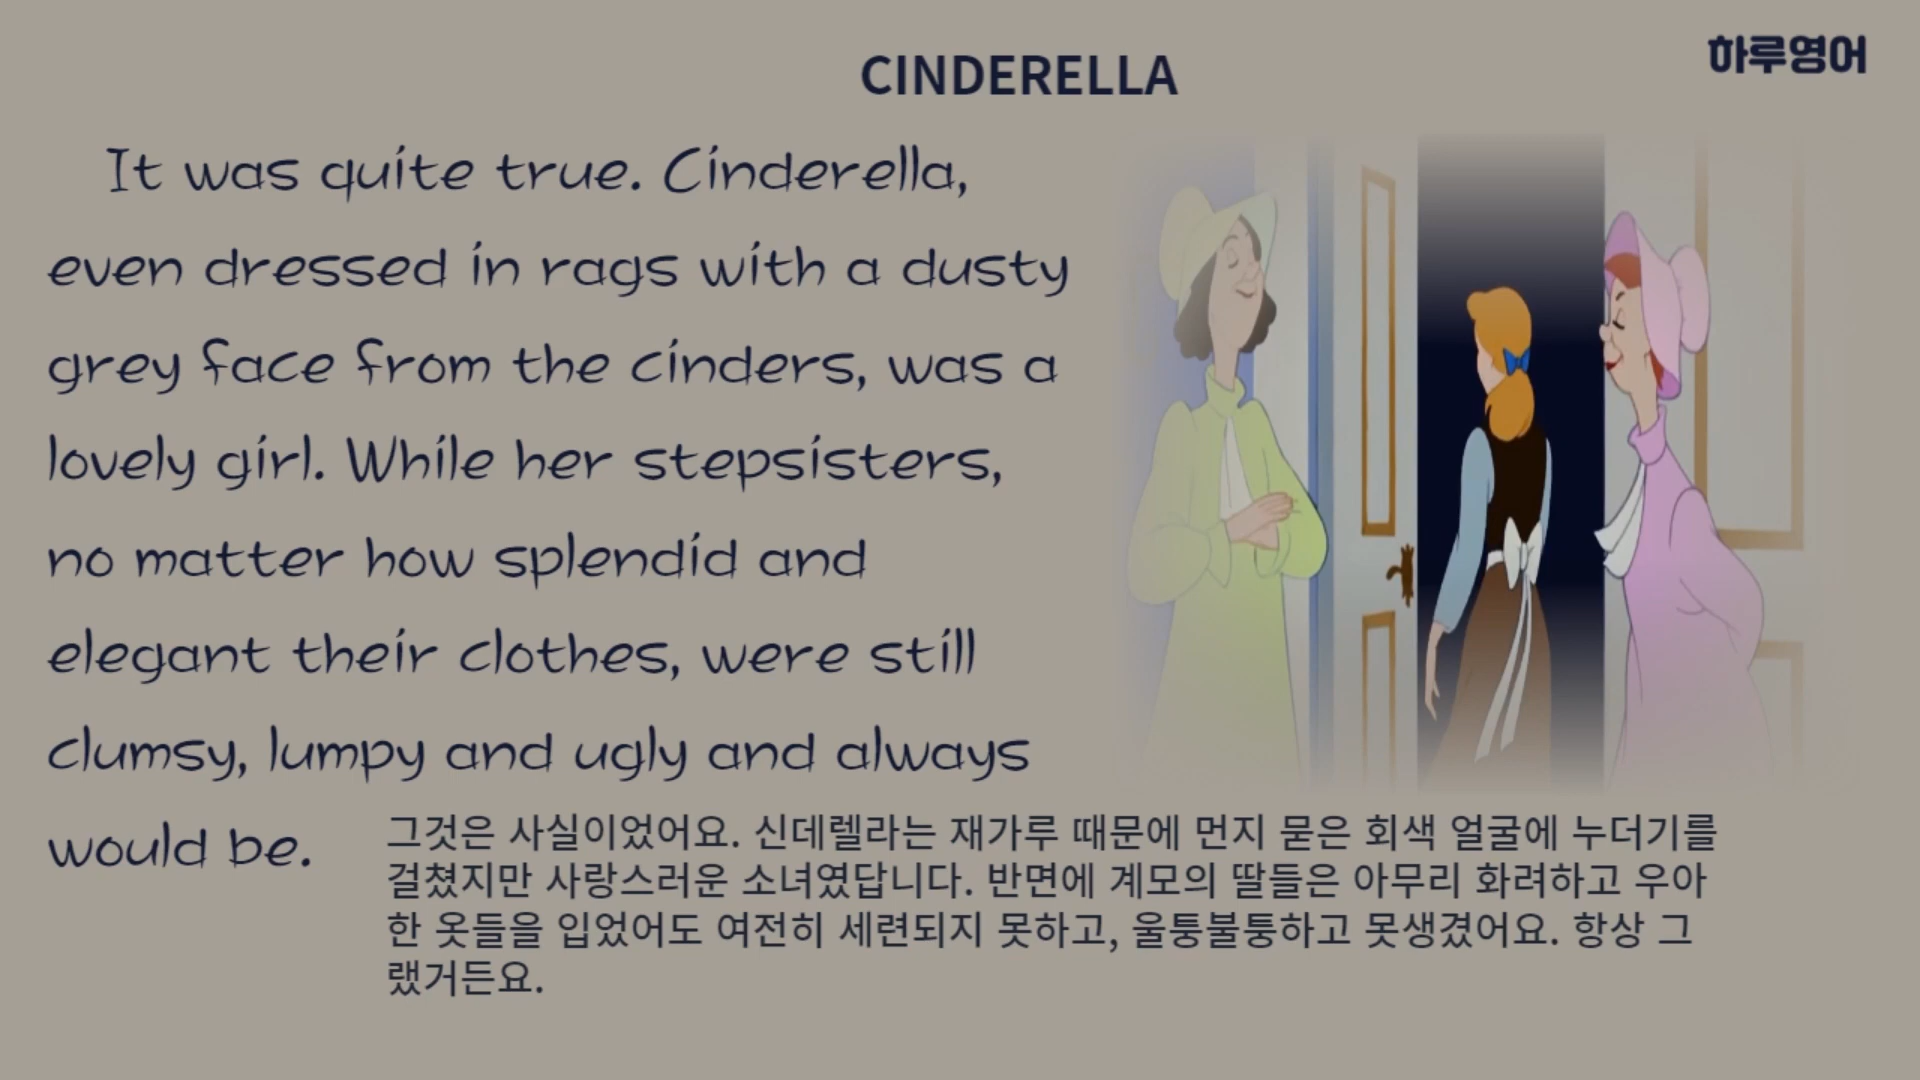 CINDERELLA
하루영어
It was quite true. Cinderella,
even dressed in rags with a dusty
grey face from the cinders, was a
lovely girl. While her stepsisters,
no matter how splendid and
elegant their clothes, were still
clumsy, lumpy and ugly and always
would be.
그것은 사실이었어요. 신데렐라는 재가루 때문에 먼지 묻은 회색 얼굴에 누더기를
걸쳤지만 사랑스러운 소녀였답니다. 반면에 계모의 딸들은 아무리 화려하고 우아
한 옷들을 입었어도 여전히 세련되지 못하고, 울퉁불퉁하고 못생겼어요. 항상 그
랬거든요.